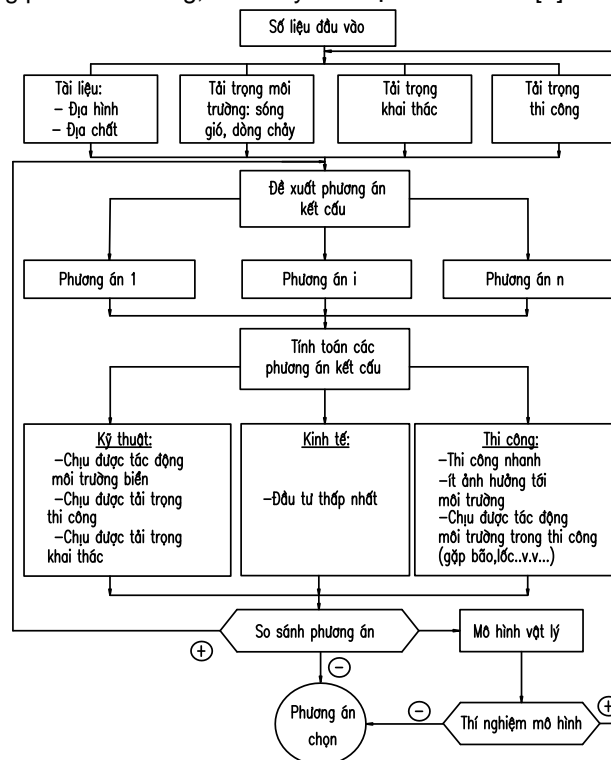 Số liệu đầu vào
Tài liệu:
– Địa hình
– Địa chất
Tải trọng môi
trường: sóng
gió, dòng chảy
Tải trọng
khai thác
Tải trọng
thi công
Đề xuất phương án
kết cấu
Phương án 1
Phương án i
Phương án n
Tính toán các
phương án kết cấu
Kỹ thuật:
–Chịu được tác động
môi trường biển
–Chịu được tải trọng
thi công
–Chịu được tải trọng
khai thác
Kinh tế:
–Đầu tư thấp nhất
Thi công:
–Thi công nhanh
–ít ảnh hưởng tới
môi trường
–Chịu được tác động
môi trường trong thi công
(gặp bão,lốc..v.v...)
So sánh phương án
Mô hình vật lý
+
–
Phương án
chọn
–
Thí nghiệm mô hình
+